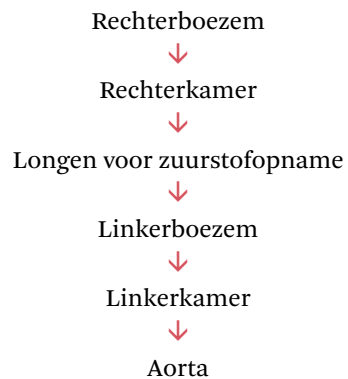 Rechterboezem
↓
Rechterkamer
↓
Longen voor zuurstofopname
↓
Linkerboezem
↓
Linkerkamer
↓
Aorta